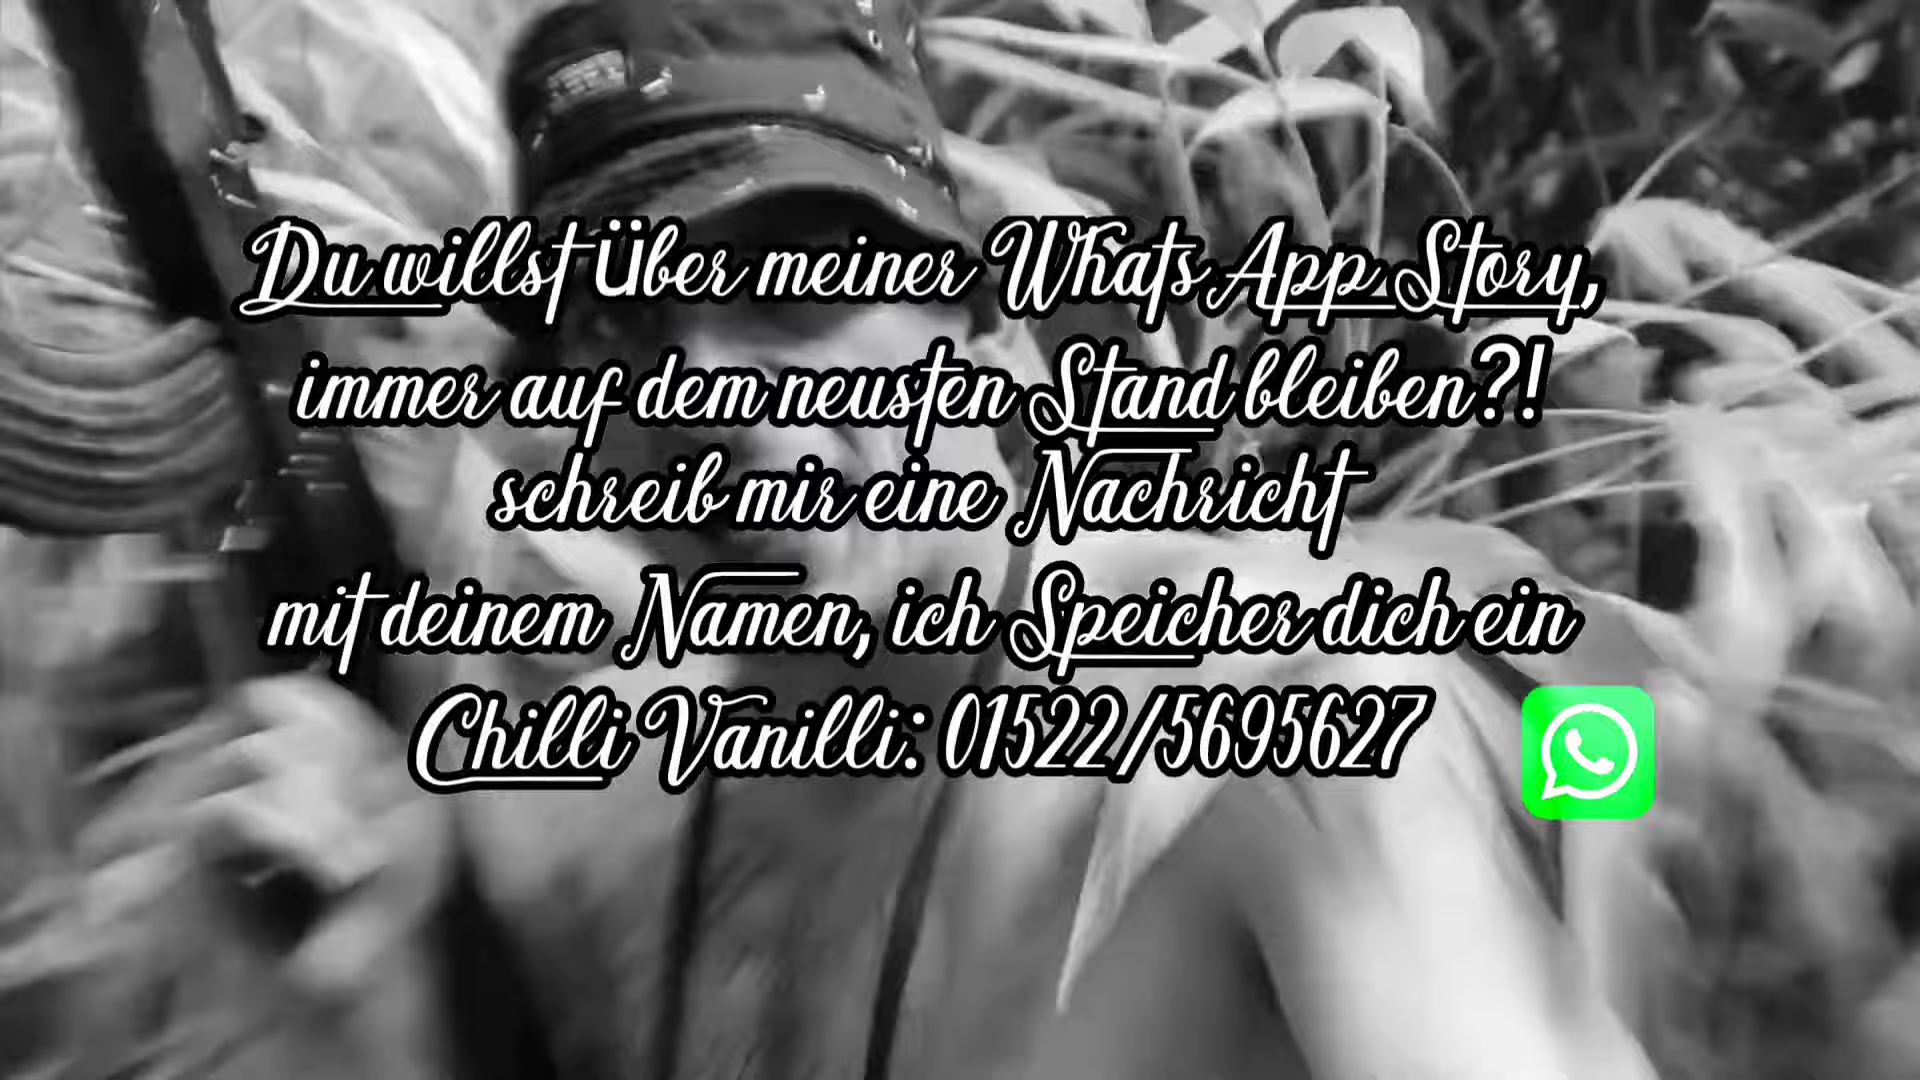 Du willst über meiner Whats App Story,
immer auf dem neusten Stand bleiben?!
schreib mir eine Nachricht
mit deinem Namen, ich Speicher dich ein
Chilli Vanilli: 01522/5695627